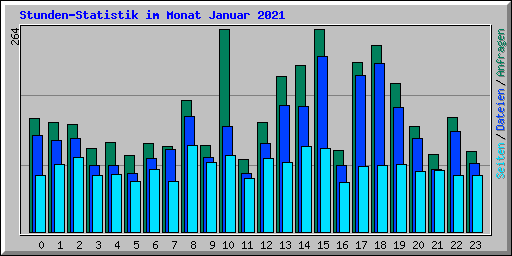 Stunden-Statistik im Monat Januar 2021
264
Seiten / Dateien / Anfragen
0 1 2 3 4 5 6 7 8 9 10 11 12 13 14 15 16 17 18 19 20 21 22 23